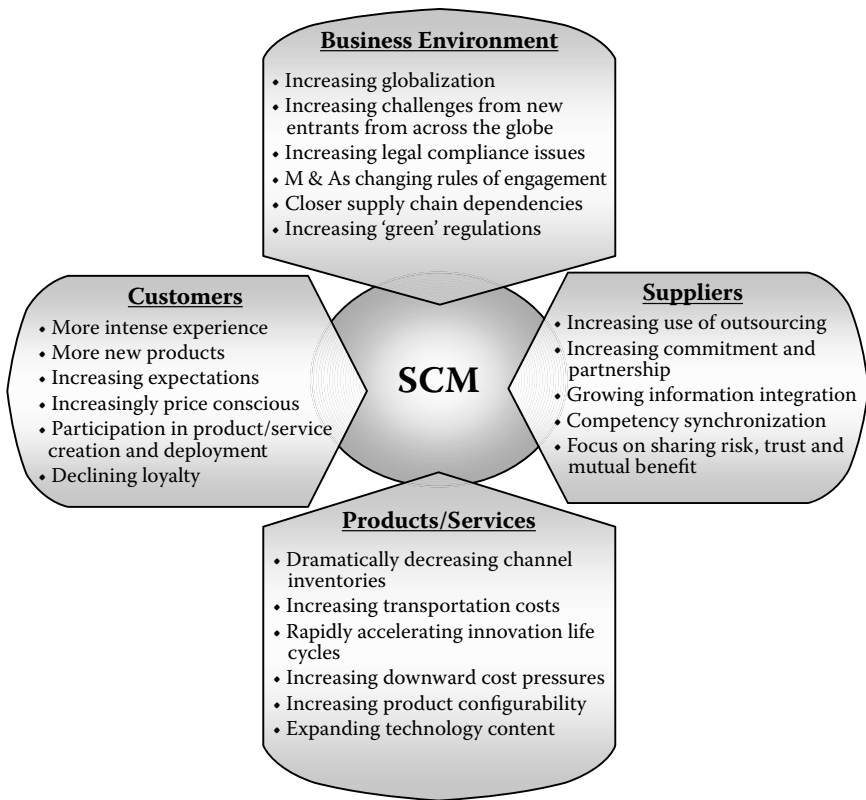 Business Environment
• Increasing globalization
• Increasing challenges from new
entrants from across the globe
• Increasing legal compliance issues
• M & As changing rules of engagement
• Closer supply chain dependencies
• Increasing ‘green’ regulations
Customers
• More intense experience
• More new products
• Increasing expectations
• Increasingly price conscious
• Participation in product/service
creation and deployment
• Declining loyalty
SCM
Suppliers
• Increasing use of outsourcing
• Increasing commitment and
partnership
• Growing information integration
• Competency synchronization
• Focus on sharing risk, trust and
mutual benefit
Products/Services
• Dramatically decreasing channel
inventories
• Increasing transportation costs
• Rapidly accelerating innovation life
cycles
• Increasing downward cost pressures
• Increasing product configurability
• Expanding technology content